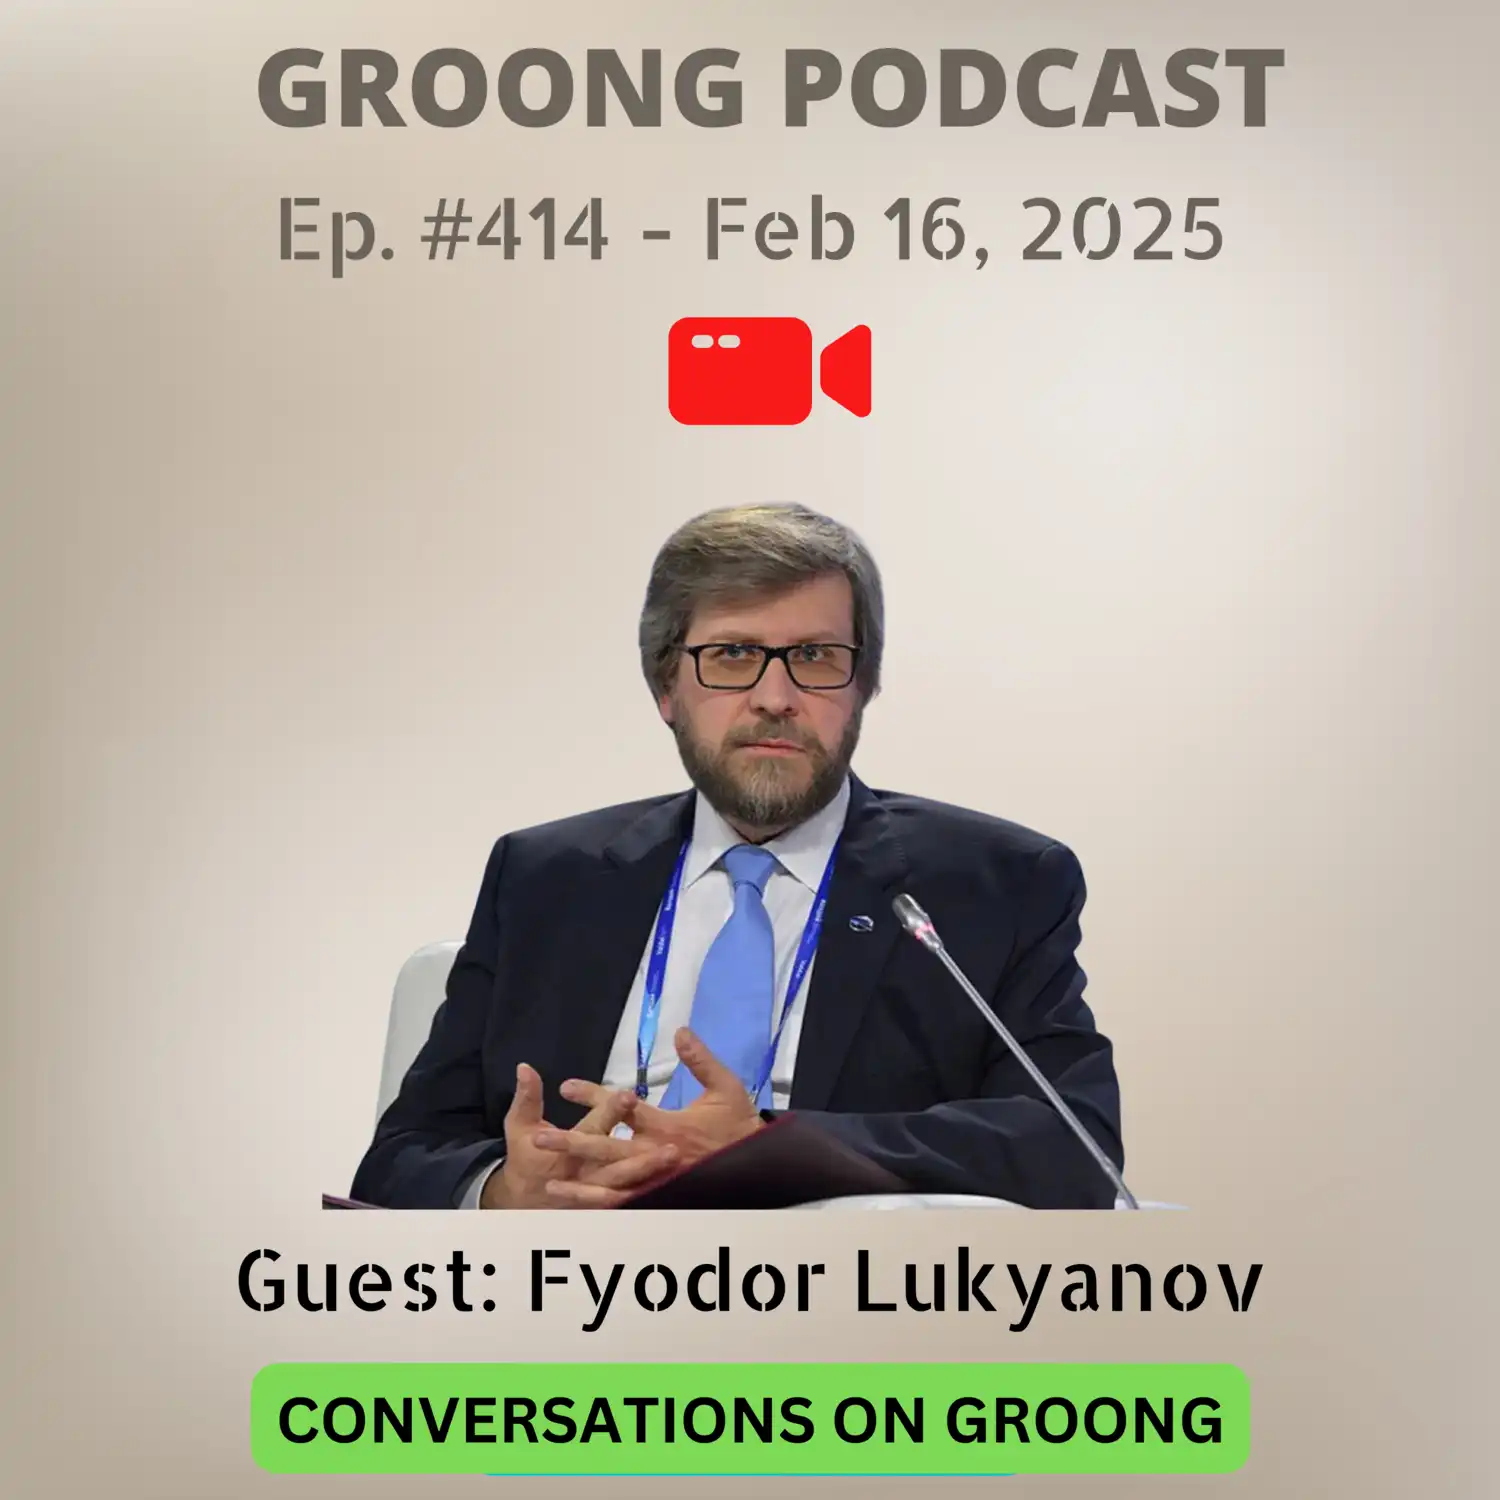 GROONG PODCAST
Ep. #414 - Feb 16, 2025
Guest: Fyodor Lukyanov
CONVERSATIONS ON GROONG